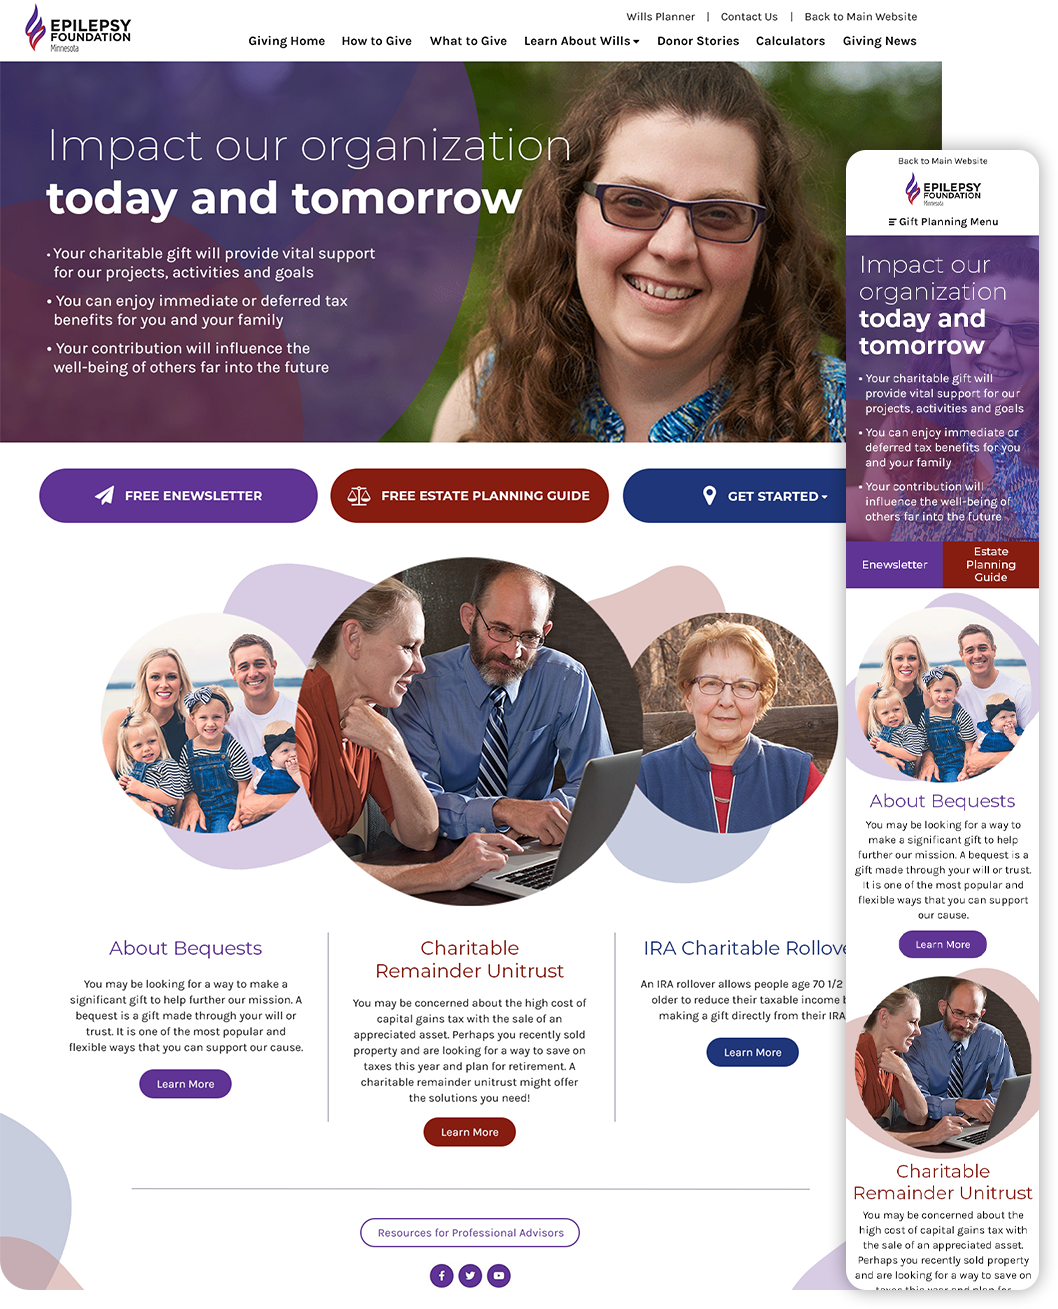 EPILEPSY
FOUNDATION
Minnesota
Wills Planner | Contact Us | Back to Main Website
Giving Home How to Give What to Give Learn About Wills Donor Stories Calculators Giving News
Impact our organization
today and tomorrow
• Your charitable gift will provide vital support
for our projects, activities and goals
• You can enjoy immediate or deferred tax
benefits for you and your family
• Your contribution will influence the
well-being of others far into the future
FREE ENEWSLETTER
FREE ESTATE PLANNING GUIDE
GET STARTED
About Bequests
You may be looking for a way to make a
significant gift to help further our mission. A
bequest is a gift made through your will or
trust. It is one of the most popular and
flexible ways that you can support our cause.
Learn More
Charitable
Remainder Unitrust
You may be concerned about the high cost of
capital gains tax with the sale of an
appreciated asset. Perhaps you recently sold
property and are looking for a way to save on
taxes this year and plan for retirement. A
charitable remainder unitrust might offer
the solutions you need!
Learn More
IRA Charitable
An IRA rollover allows people age 70 1/2
older to reduce their taxable income
making a gift directly from their IRA
Learn More
Resources for Professional Advisors
Back to Main Website
EPILEPSY
FOUNDATION
Minnesota
Gift Planning Menu
Impact our
organization
today and
tomorrow
• Your charitable gift will
provide vital support for our
projects, activities and goals
• You can enjoy immediate or
deferred tax benefits for you
and your family
• Your contribution will
influence the well-being of
others far into the future
Enewsletter
Estate
Planning
Guide
About Bequests
You may be looking for a way to
make a significant gift to help
further our mission. A bequest is a
gift made through your will or trust.
It is one of the most popular and
flexible ways that you can support
our cause.
Learn More
Charitable
Remainder Unitrust
You may be concerned about the
high cost of capital gains tax with
the sale of an appreciated asset.
Perhaps you recently sold property
and are looking for a way to save on
taxes this year and plan for